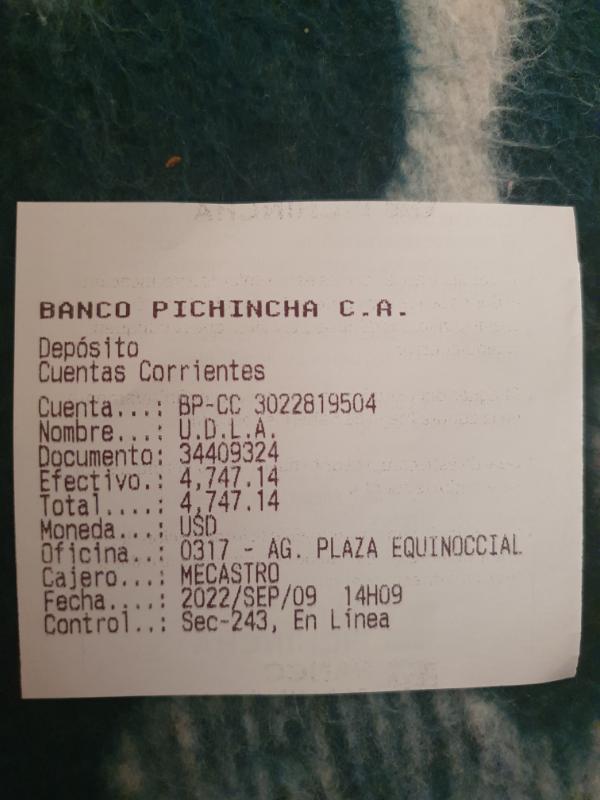 BANCO PICHINCHA C.A.
Depósito
Cuentas Corrientes
Cuenta...: BP-CC 3022819504
Nombre...: U.D.L.A.
Documento: 34409324
Efectivo.: 4,747.14
Total....: 4,747.14
Moneda...: USD
Oficina..: 0317 - AG. PLAZA EQUINOCCIAL
Cajero...: MECASTRO
Fecha....: 2022/SEP/09 14H09
Control..: Sec-243, En Línea